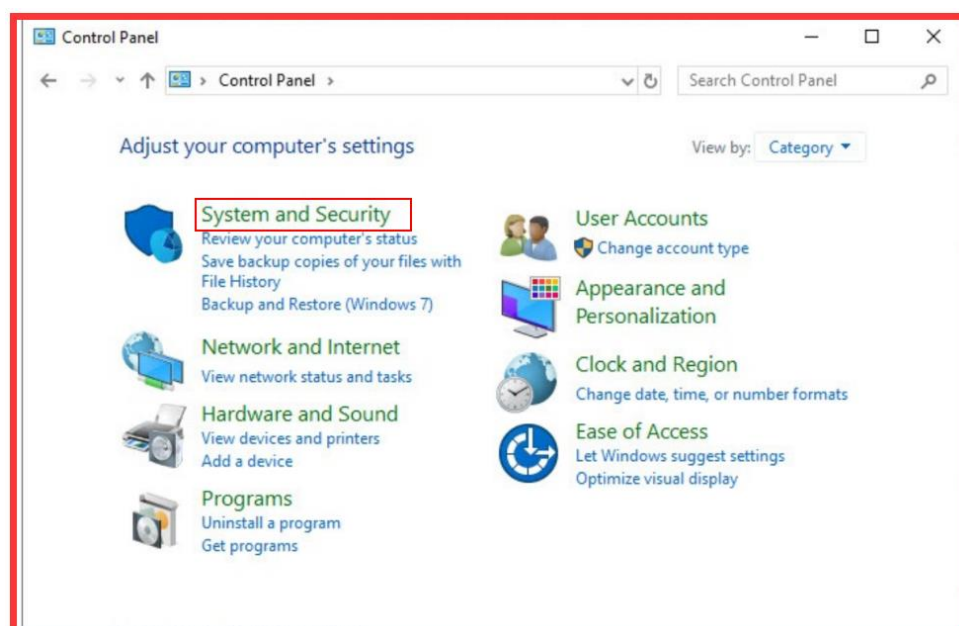 Control Panel
Control Panel
Search Control Panel
Adjust your computer's settings
View by: Category
System and Security
Review your computer's status
Save backup copies of your files with
File History
Backup and Restore (Windows 7)
Network and Internet
View network status and tasks
Hardware and Sound
View devices and printers
Add a device
Programs
Uninstall a program
Get programs
User Accounts
Change account type
Appearance and
Personalization
Clock and Region
Change date, time, or number formats
Ease of Access
Let Windows suggest settings
Optimize visual display